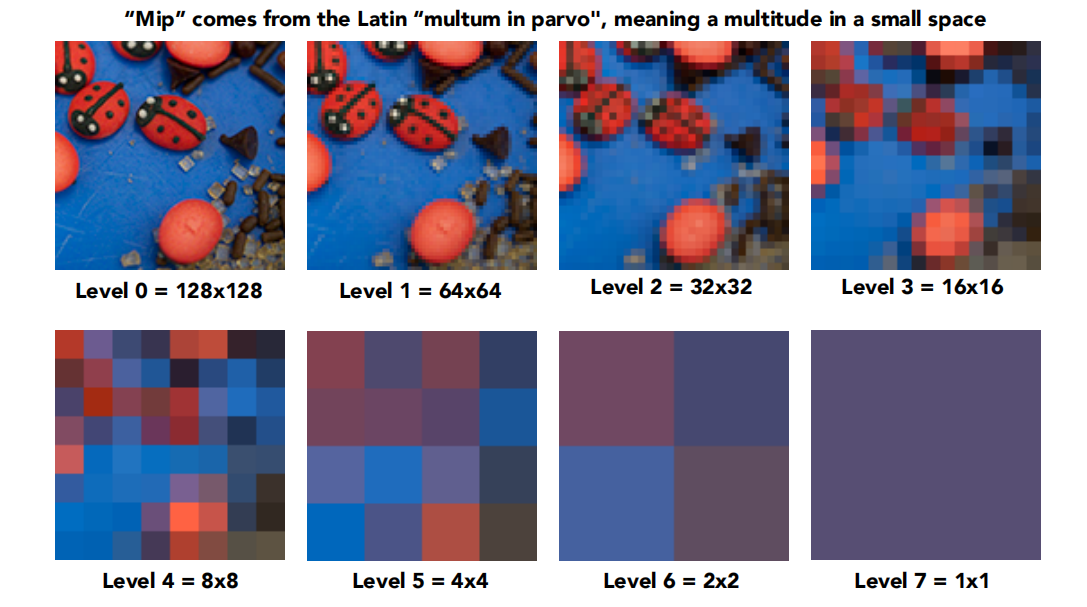 “Mip” comes from the Latin “multum in parvo", meaning a multitude in a small space
Level 0 = 128x128
Level 1 = 64x64
Level 2 = 32x32
Level 3 = 16x16
Level 4 = 8x8
Level 5 = 4x4
Level 6 = 2x2
Level 7 = 1x1